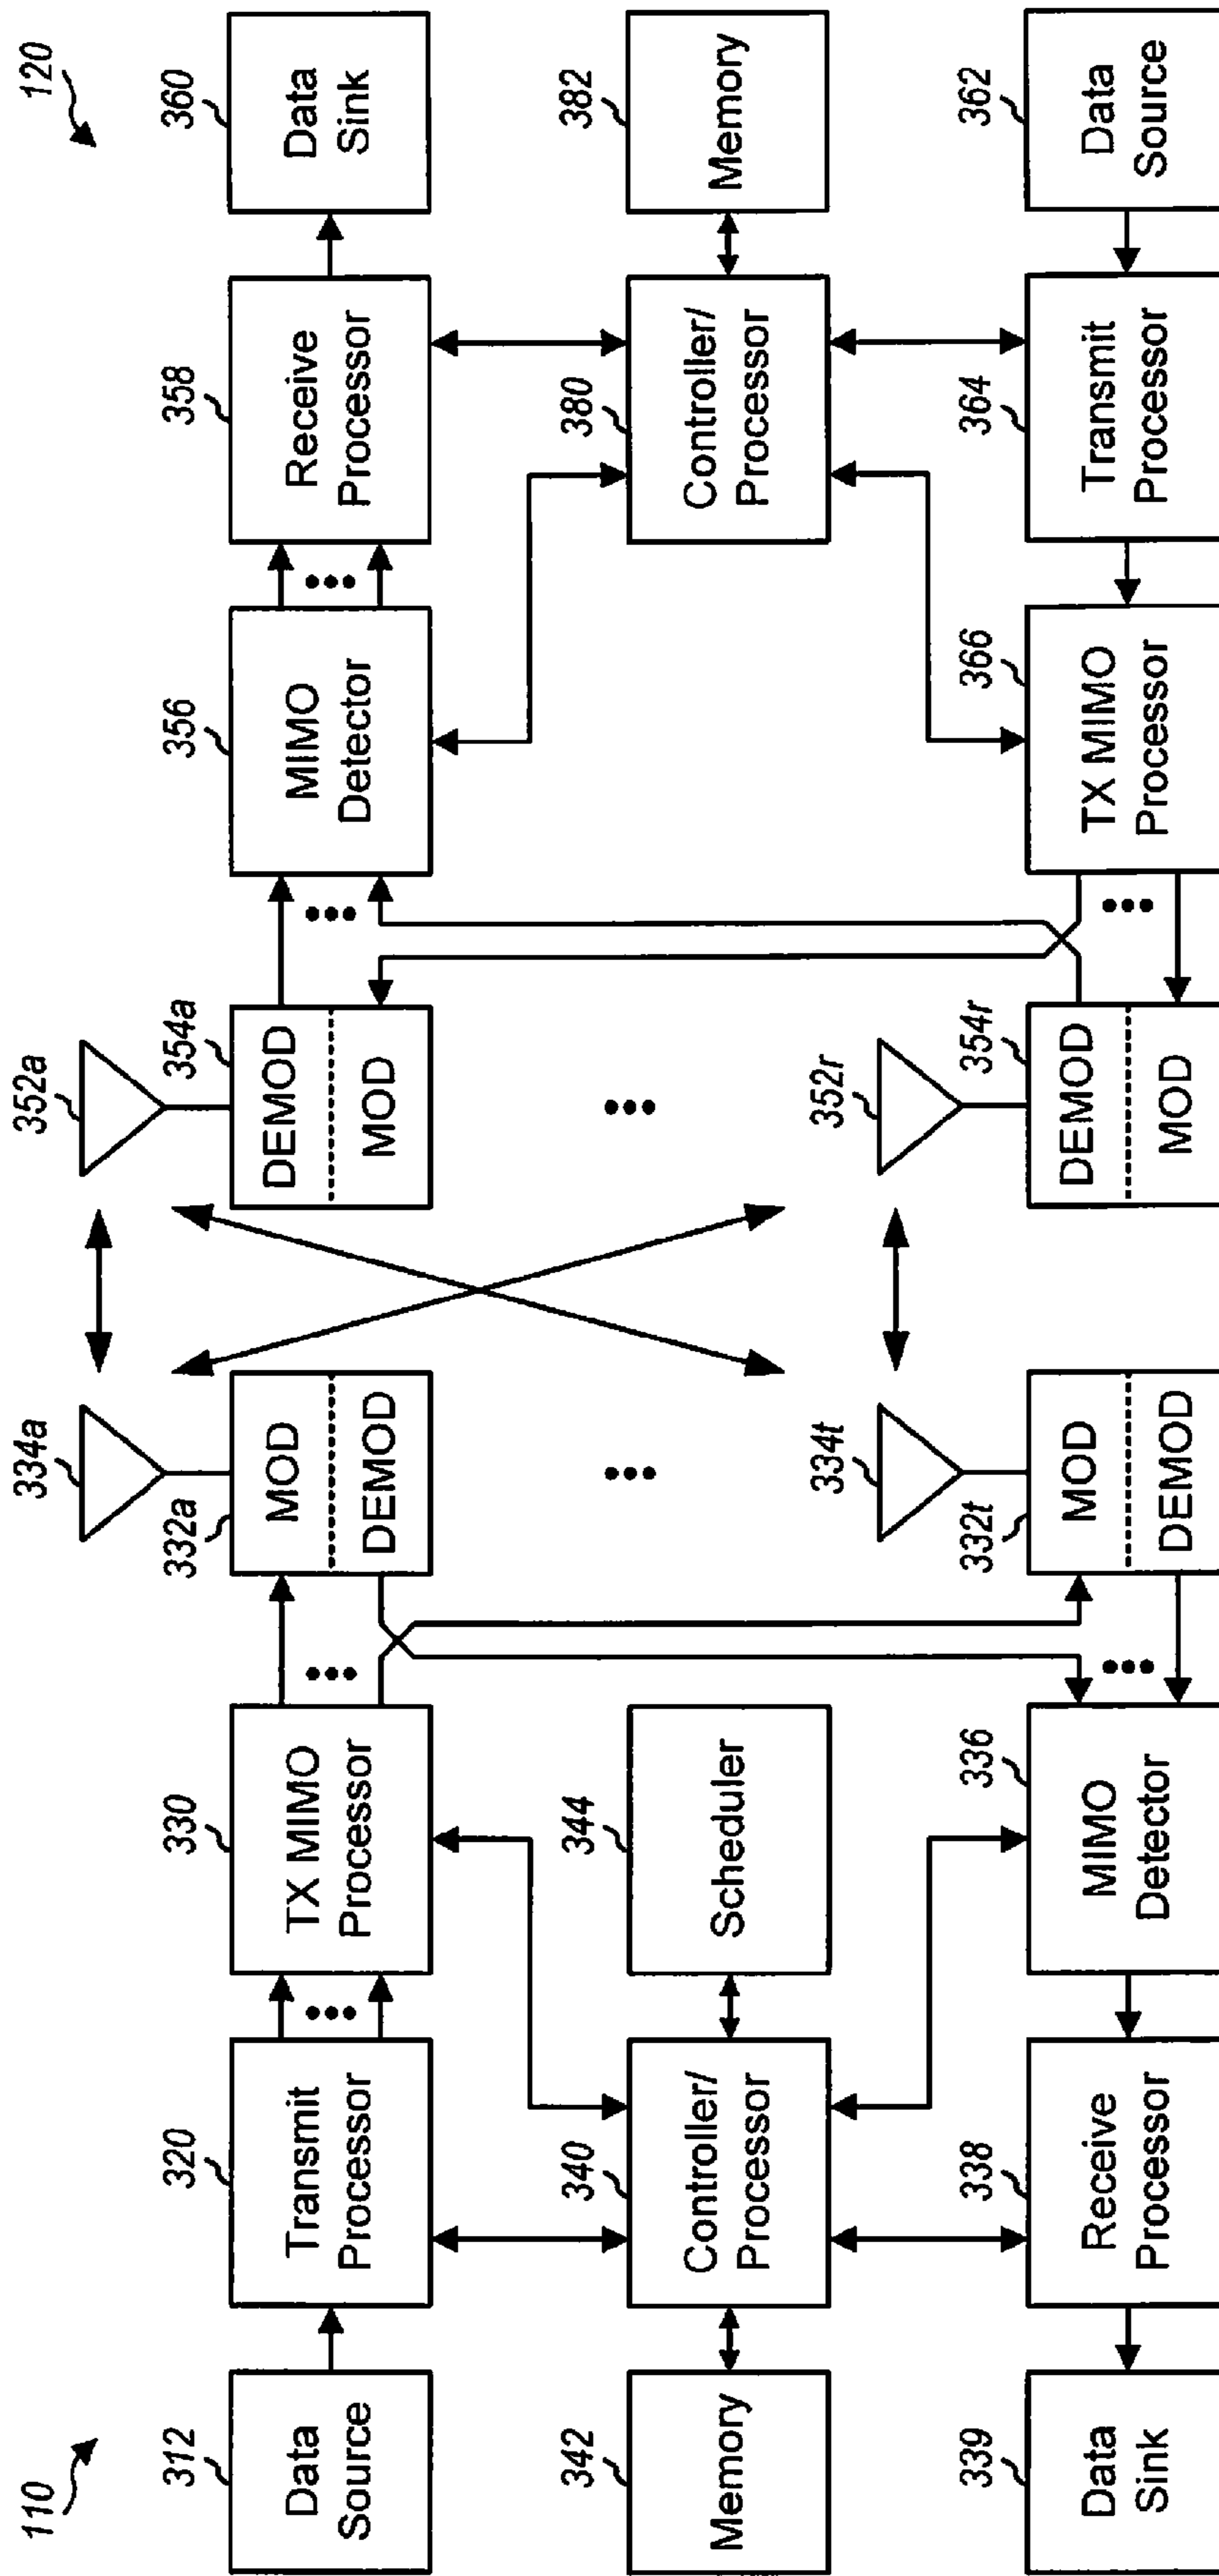 110
120
312
Data
Source
320
Transmit
Processor
330
TX MIMO
Processor
332a
MOD
DEMOD
334a
352a
354a
DEMOD
MOD
356
MIMO
Detector
358
Receive
Processor
360
Data
Sink
342
Memory
340
Controller/
Processor
344
Scheduler
380
Controller/
Processor
382
Memory
339
Data
Sink
338
Receive
Processor
336
MIMO
Detector
332t
MOD
DEMOD
334t
352r
354r
DEMOD
MOD
366
TX MIMO
Processor
364
Transmit
Processor
362
Data
Source